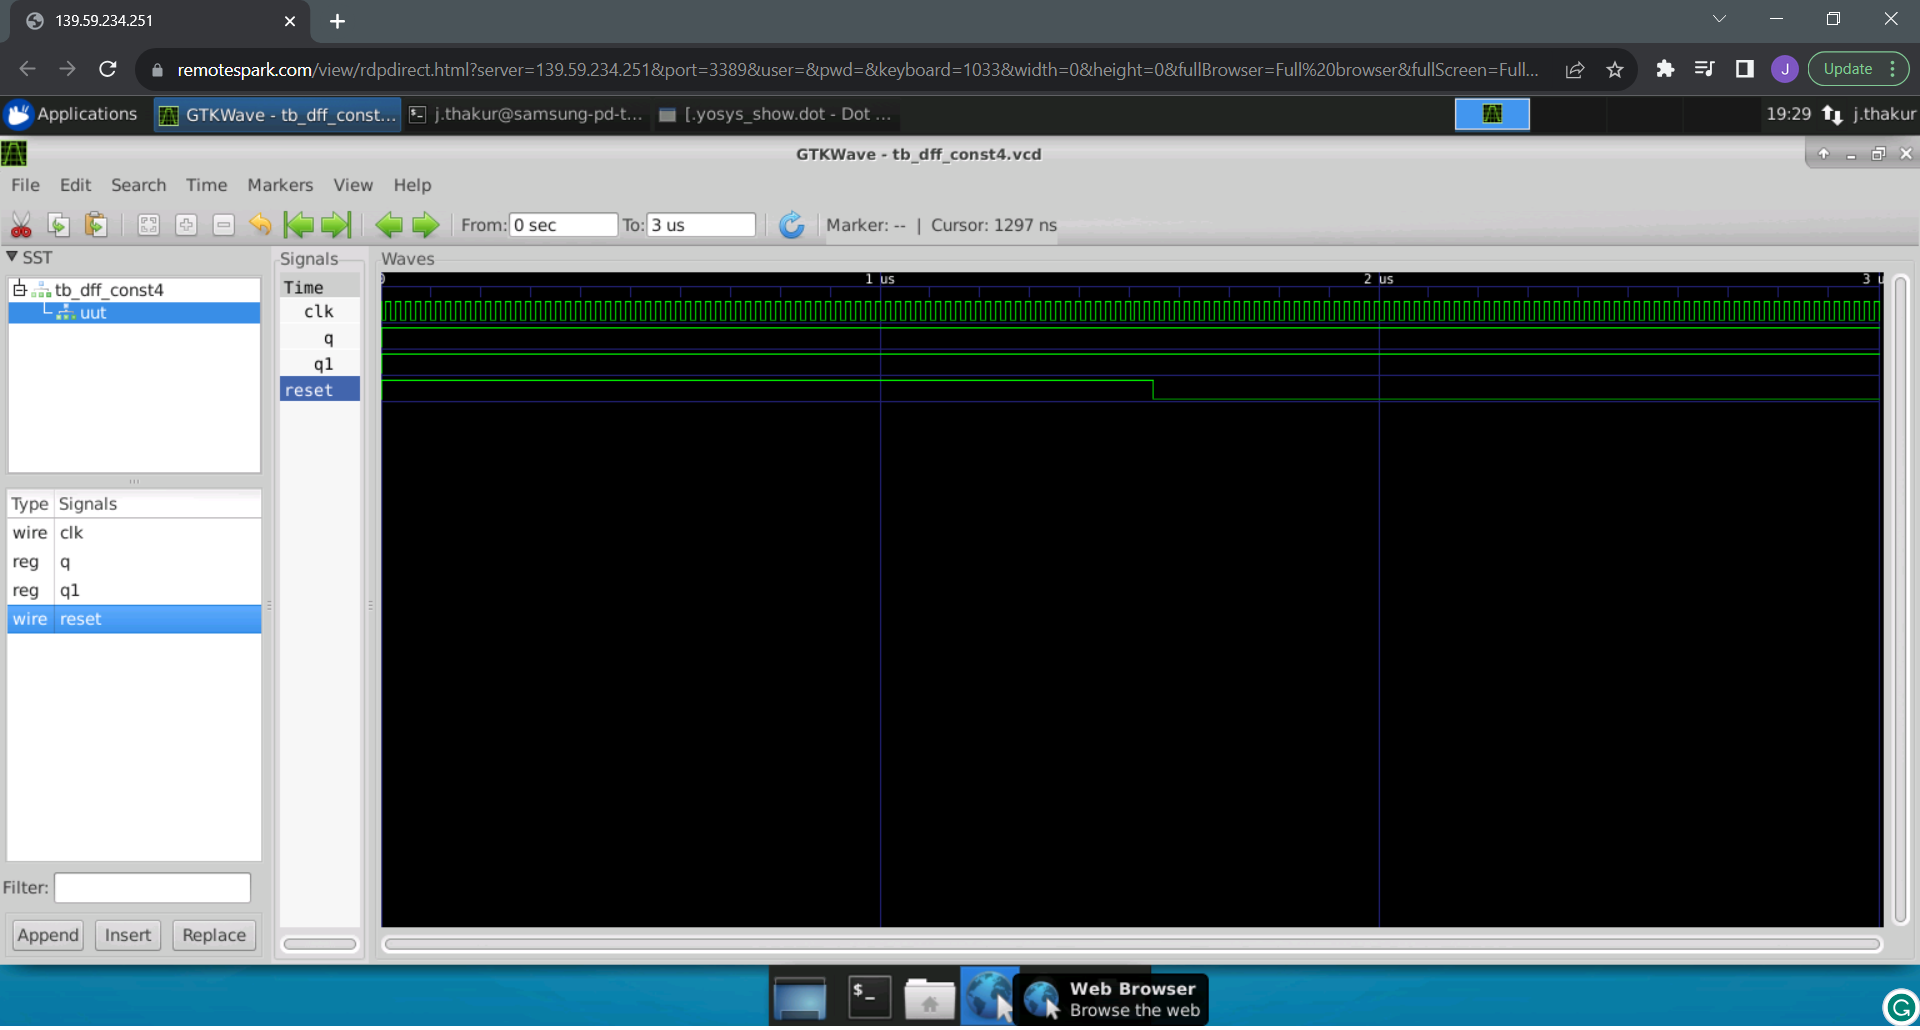 139.59.234.251
remotespark.com/view/rdpdirect.html?server=139.59.234.251&port=3389&user=&pwd=&keyboard=1033&width=0&height=0&fullBrowser=Full%20browser&fullScreen=Full...
J
Update
Applications
GTKWave - tb_dff_const...
j.thakur@samsung-pd-t...
[.yosys_show.dot - Dot ...
19:29
j.thakur
GTKWave - tb_dff_const4.vcd
File Edit Search Time Markers View Help
From: 0 sec To: 3 us Marker: -- | Cursor: 1297 ns
SST
tb_dff_const4
uut
Type Signals
wire clk
reg q
reg q1
wire reset
Filter:
Append Insert Replace
Signals
Time
clk
q
q1
reset
Waves
0 1 us 2 us 3 u
$_
Web Browser
Browse the web